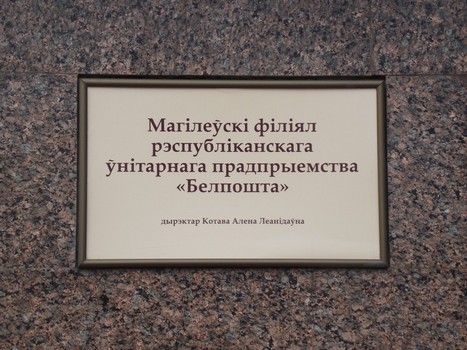 Магілеўскі філіял
рэспубліканскага
ўнітарнага прадпрыемства
«Белпошта»
дырэктар Котава Алена Леанідаўна